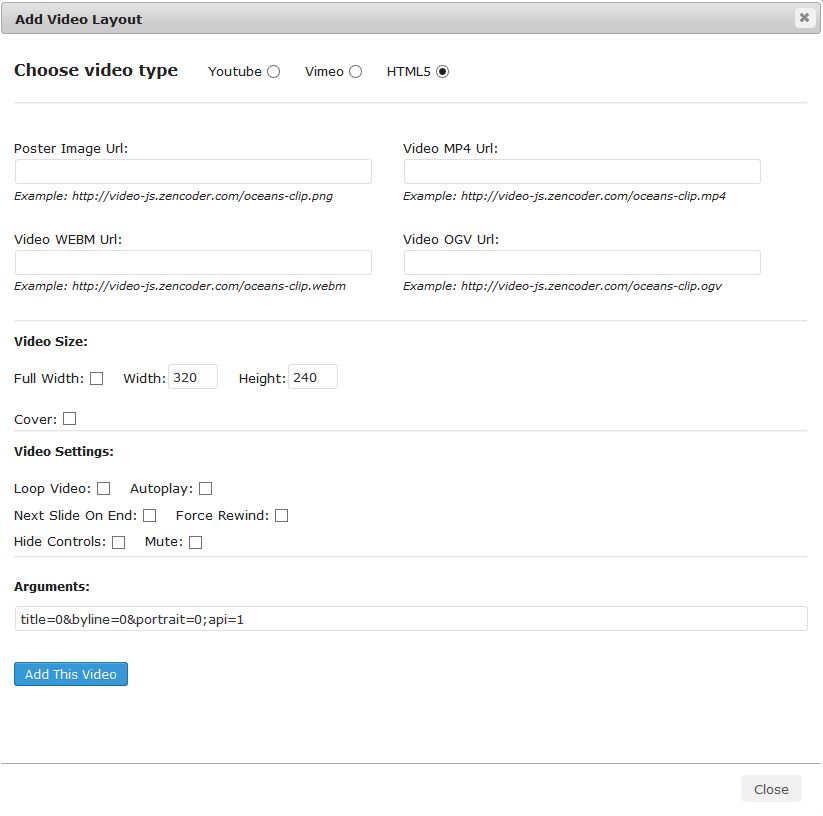 Add Video Layout
Choose video type Youtube Vimeo HTML5
Poster Image Url: Video MP4 Url:
Example: http://video-js.zencoder.com/oceans-clip.png Example: http://video-js.zencoder.com/oceans-clip.mp4
Video WEBM Url: Video OGV Url:
Example: http://video-js.zencoder.com/oceans-clip.webm Example: http://video-js.zencoder.com/oceans-clip.ogv
Video Size:
Full Width: Width: 320 Height: 240
Cover:
Video Settings:
Loop Video: Autoplay:
Next Slide On End: Force Rewind:
Hide Controls: Mute:
Arguments:
title=0&byline=0&portrait=0;api=1
Add This Video
Close